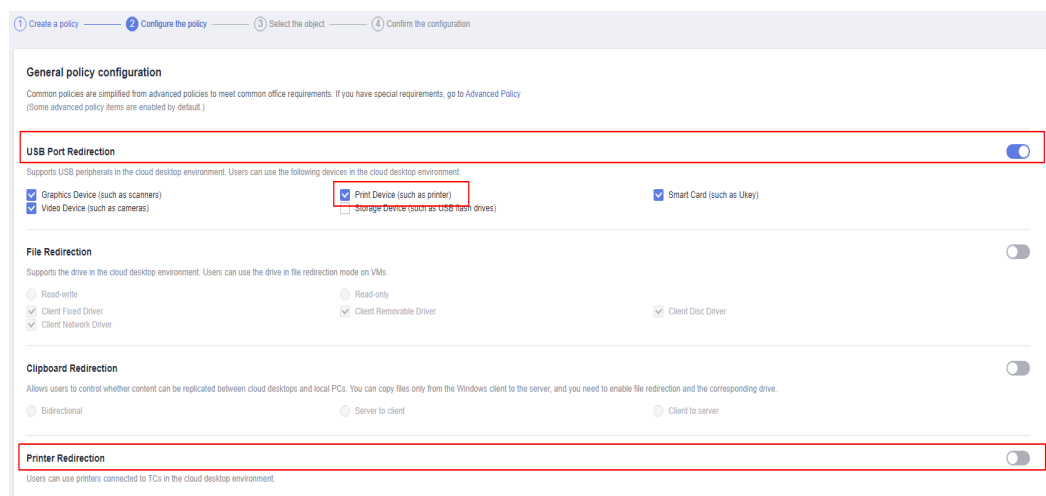 1 Create a policy 2 Configure the policy 3 Select the object 4 Confirm the configuration
General policy configuration
Common policies are simplified from advanced policies to meet common office requirements. If you have special requirements, go to Advanced Policy
(Some advanced policy items are enabled by default.)
USB Port Redirection
Supports USB peripherals in the cloud desktop environment. Users can use the following devices in the cloud desktop environment:
Graphics Device (such as scanners) Print Device (such as printer) Smart Card (such as Ukey)
Video Device (such as cameras) Storage Device (such as USB flash drives)
File Redirection
Supports the drive in the cloud desktop environment. Users can use the drive in file redirection mode on VMs.
Read-write Read-only
Client Fixed Driver Client Removable Driver Client Disc Driver
Client Network Driver
Clipboard Redirection
Allows users to control whether content can be replicated between cloud desktops and local PCs. You can copy files only from the Windows client to the server, and you need to enable file redirection and the corresponding drive.
Bidirectional Server to client Client to server
Printer Redirection
Users can use printers connected to TCs in the cloud desktop environment.